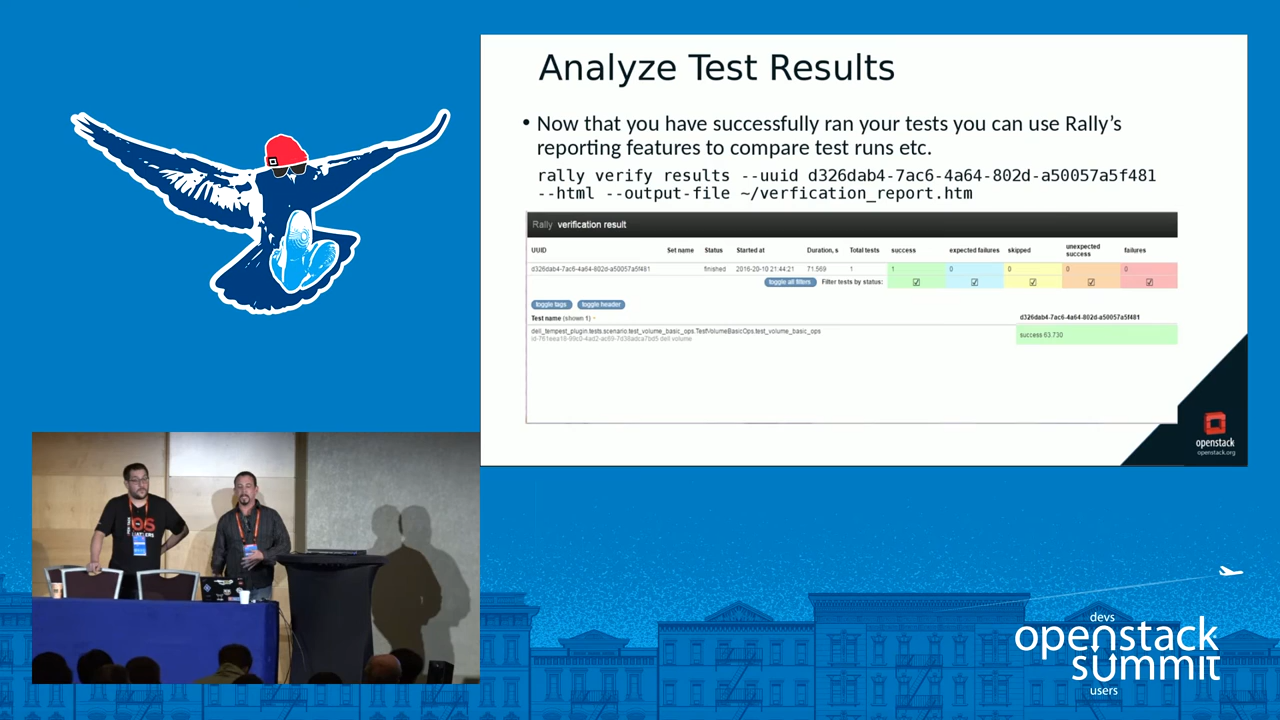 Analyze Test Results
• Now that you have successfully ran your tests you can use Rally's
reporting features to compare test runs etc.
rally verify results --uuid d326dab4-7ac6-4a64-802d-a50057a5f481
--html --output-file ~/verfication_report.htm
Rally verification result
UUID Set name Status Started at Duration, s Total tests success expected failures skipped unexpected success failures
d326dab4-7ac6-4a64-802d-a50057a5f481 finished 2016-20-10 21:44:21 71.569 1 1 0 0 0 0
toggle all filters Filter tests by status: ☑ ☑ ☑ ☑ ☑
toggle tags toggle header
Test name (shown 1) d326dab4-7ac6-4a64-802d-a50057a5f481
dell_tempest_plugin.tests.scenario.test_volume_basic_ops.TestVolumeBasicOps.test_volume_basic_ops success 63.730
dell volume
openstack
openstack.org
OS
devs
openstack
summit
users